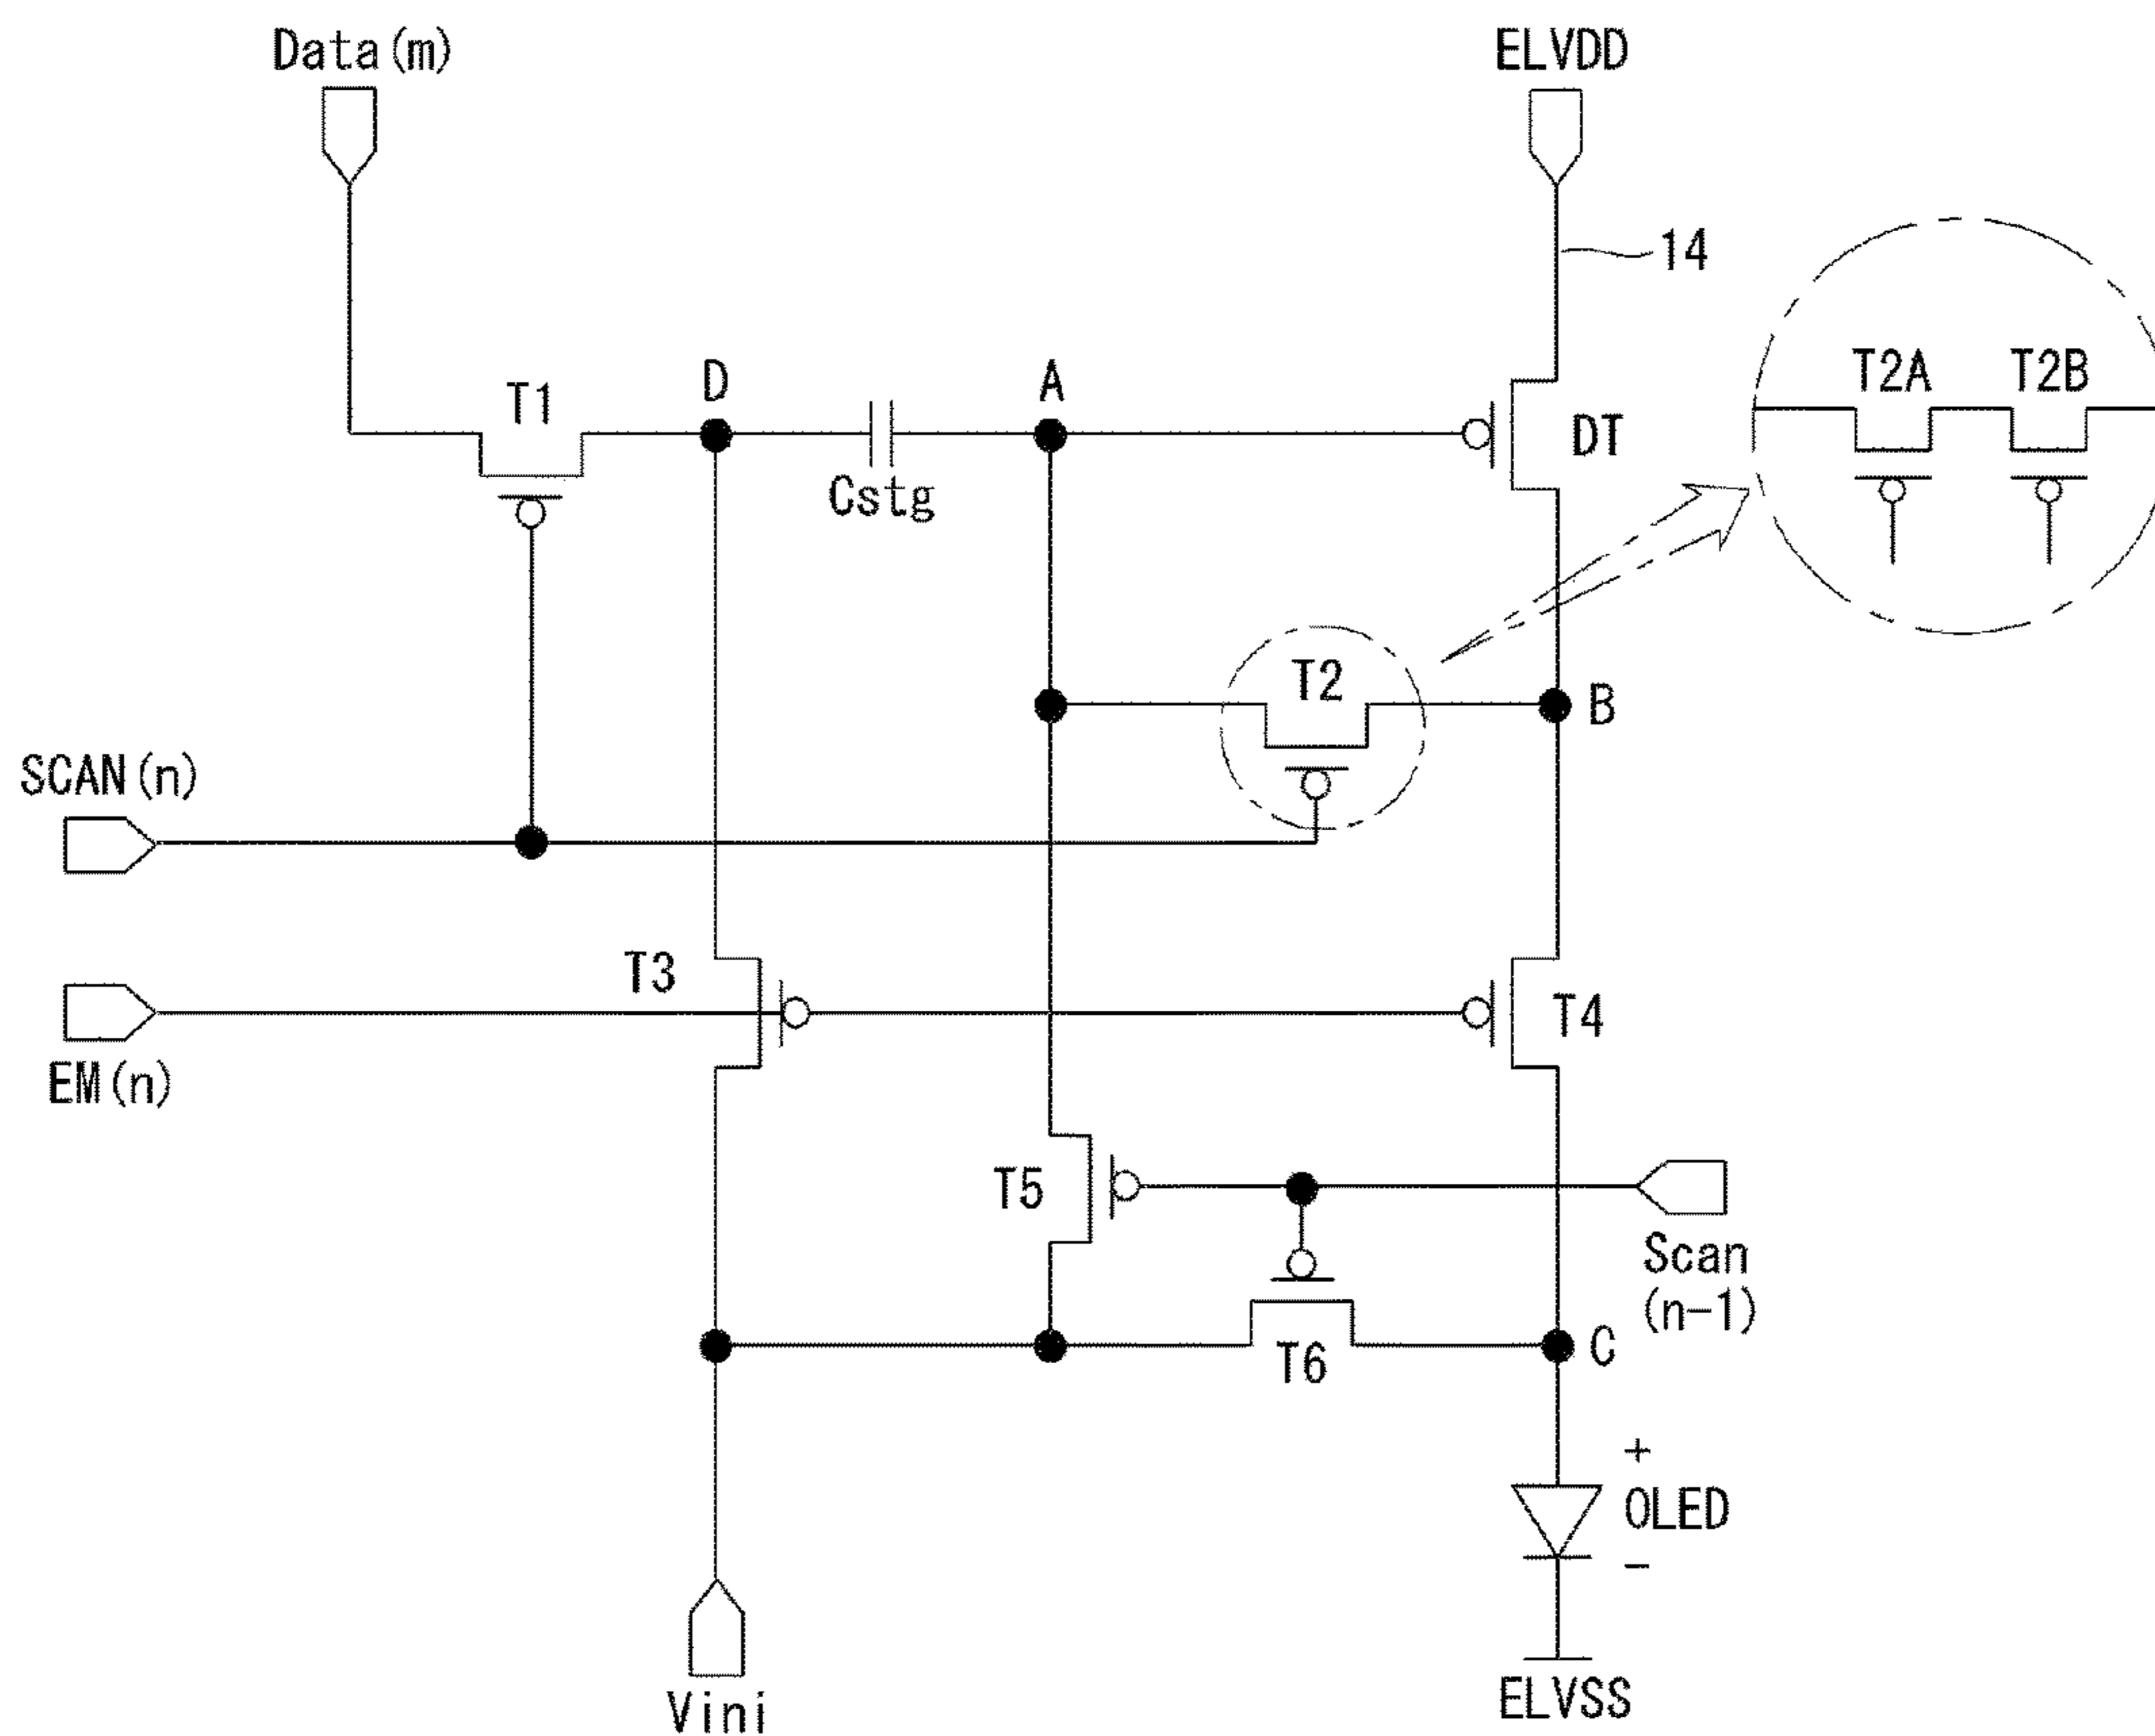 Data(m)
ELVDD
14
T2A
T2B
D
A
T1
DT
Cstg
T2
B
SCAN(n)
T3
T4
EM(n)
T5
Scan
(n-1)
C
T6
+
OLED
-
Vini
ELVSS